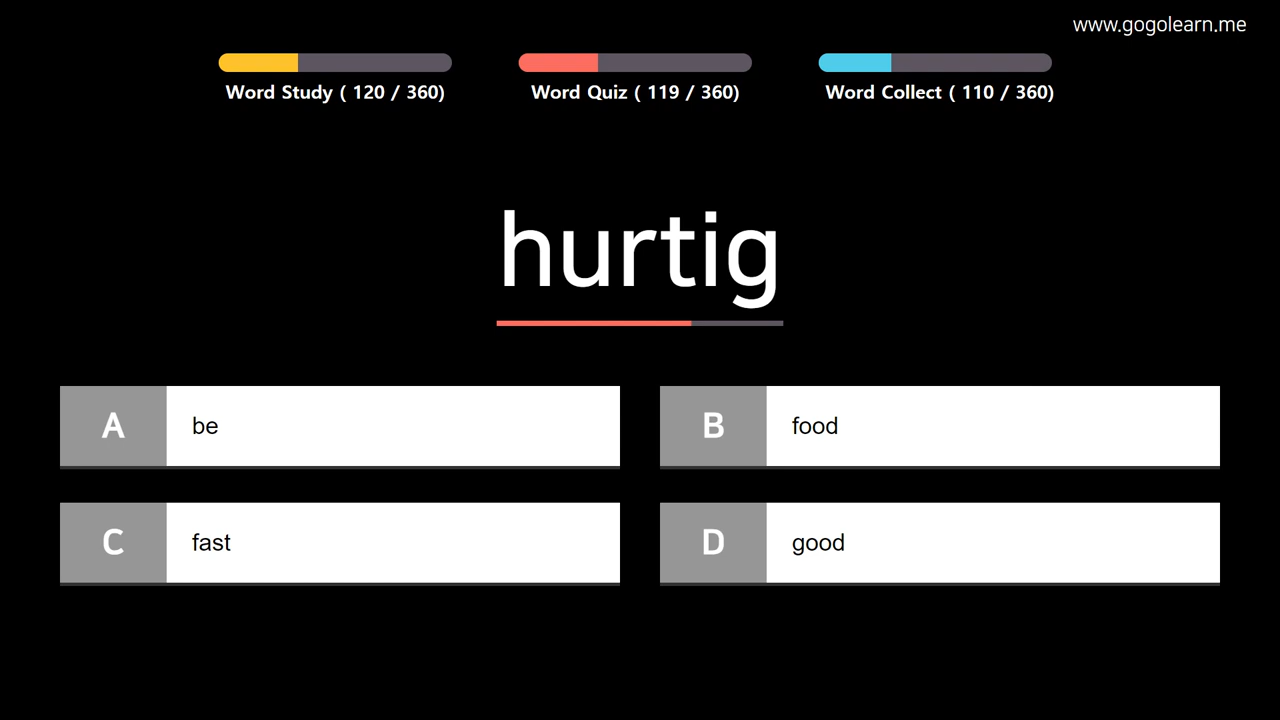 www.gogolearn.me
Word Study ( 120 / 360)
Word Quiz ( 119 / 360)
Word Collect ( 110 / 360)
hurtig
A
be
B
food
C
fast
D
good